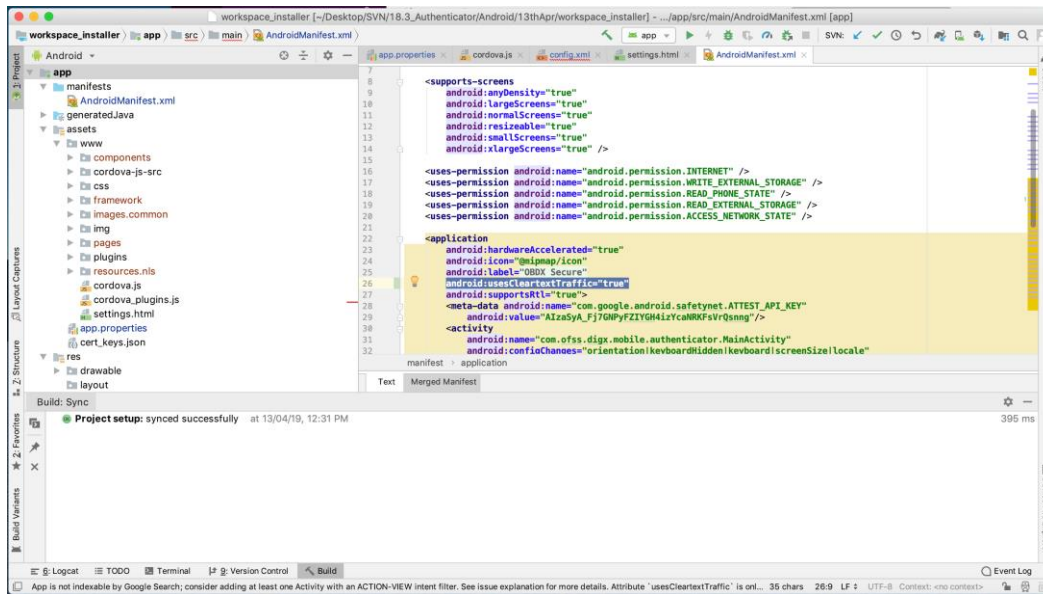 workspace_installer [~/Desktop/SVN/18.3_Authenticator/Android/13thApr/workspace_installer] - .../app/src/main/AndroidManifest.xml [app]
workspace_installer app src main AndroidManifest.xml
app SVN:
Android
app.properties cordova.js config.xml settings.html AndroidManifest.xml
1: Project
app
manifests
AndroidManifest.xml
generatedJava
assets
www
components
cordova-js-src
css
framework
images.common
img
pages
plugins
resources.nls
cordova.js
cordova_plugins.js
settings.html
app.properties
cert_keys.json
res
drawable
layout
Layout Captures
Z: Structure
2: Favorites
Build Variants
7
8 <supports-screens
9 android:anyDensity="true"
10 android:largeScreens="true"
11 android:normalScreens="true"
12 android:resizeable="true"
13 android:smallScreens="true"
14 android:xlargeScreens="true" />
15
16 <uses-permission android:name="android.permission.INTERNET" />
17 <uses-permission android:name="android.permission.WRITE_EXTERNAL_STORAGE" />
18 <uses-permission android:name="android.permission.READ_PHONE_STATE" />
19 <uses-permission android:name="android.permission.READ_EXTERNAL_STORAGE" />
20 <uses-permission android:name="android.permission.ACCESS_NETWORK_STATE" />
21
22 <application
23 android:hardwareAccelerated="true"
24 android:icon="@mipmap/icon"
25 android:label="OBDX Secure"
26 android:usesCleartextTraffic="true"
27 android:supportsRtl="true">
28 <meta-data android:name="com.google.android.safetynet.ATTEST_API_KEY"
29 android:value="AIzaSyA_Fj7GNPyFZIYGH4izYcaNRKFsVrQsnng"/>
30 <activity
31 android:name="com.ofss.digx.mobile.authenticator.MainActivity"
32 android:configChanges="orientation|keyboardHidden|keyboard|screenSize|locale"
manifest › application
Text Merged Manifest
Build: Sync
Project setup: synced successfully at 13/04/19, 12:31 PM 395 ms
6: Logcat TODO Terminal 9: Version Control Build Event Log
App is not indexable by Google Search; consider adding at least one Activity with an ACTION-VIEW intent filter. See issue explanation for more details. Attribute `usesCleartextTraffic` is onl... 35 chars 26:9 LF UTF-8 Context: <no context>